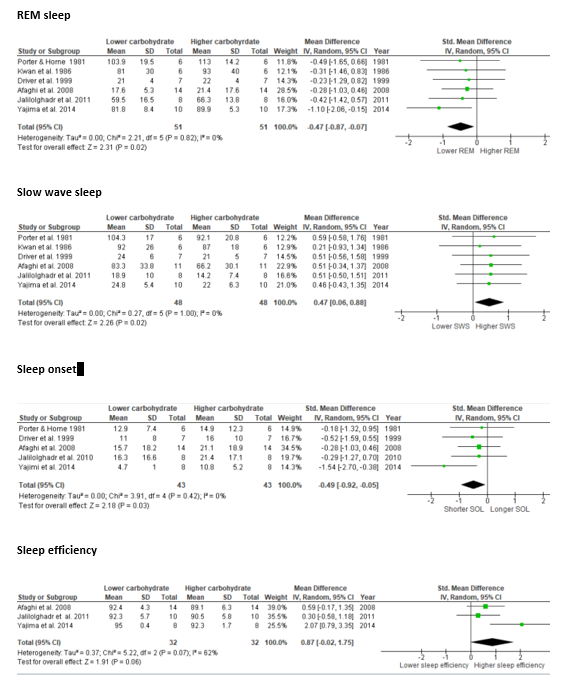 REM sleep
Lower carbohydrate Higher carbohydrate Std. Mean Difference Std. Mean Difference
Study or Subgroup Mean SD Total Mean SD Total Weight IV, Random, 95% CI Year IV, Random, 95% CI
Porter & Horne 1981 103.9 19.5 6 113 14.2 6 11.8% -0.49 [-1.65, 0.66] 1981
Kwan et al. 1986 81 30 6 93 40 6 12.1% -0.31 [-1.46, 0.83] 1986
Driver et al. 1999 21 4 7 22 4 7 14.3% -0.23 [-1.29, 0.82] 1999
Afaghi et al. 2008 17.6 5.3 14 21.4 17.6 14 28.5% -0.28 [-1.03, 0.46] 2008
Jalilolghadr et al. 2011 59.5 16.5 8 66.3 13.8 8 16.0% -0.42 [-1.42, 0.57] 2011
Yajima et al. 2014 81.8 8.4 10 89.9 5.3 10 17.3% -1.10 [-2.06, -0.15] 2014
Total (95% CI) 51 51 100.0% -0.47 [-0.87, -0.07]
Heterogeneity: Tau² = 0.00; Chi² = 2.21, df = 5 (P = 0.82); I² = 0%
Test for overall effect: Z = 2.31 (P = 0.02)
-2 -1 0 1 2
Lower REM Higher REM
Slow wave sleep
Lower carbohydrate Higher carbohydrate Mean Difference Std. Mean Difference
Study or Subgroup Mean SD Total Mean SD Total Weight IV, Random, 95% CI Year IV, Random, 95% CI
Porter et al. 1981 104.3 17 6 92.1 20.8 6 12.2% 0.59 [-0.58, 1.76] 1981
Kwan et al. 1986 92 26 6 87 18 6 12.9% 0.21 [-0.93, 1.34] 1986
Driver et al. 1999 24 6 7 21 5 7 14.6% 0.51 [-0.56, 1.58] 1999
Afaghi et al. 2008 83.3 33.8 11 66.2 30.1 11 22.9% 0.51 [-0.34, 1.37] 2008
Jalilolghadr et al. 2011 18.9 10 8 14.2 7.4 8 16.6% 0.51 [-0.50, 1.51] 2011
Yajima et al. 2014 24.8 5.4 10 22 6.3 10 21.0% 0.46 [-0.43, 1.35] 2014
Total (95% CI) 48 48 100.0% 0.47 [0.06, 0.88]
Heterogeneity: Tau² = 0.00; Chi² = 0.27, df = 5 (P = 1.00); I² = 0%
Test for overall effect: Z = 2.26 (P = 0.02)
-2 -1 0 1 2
Lower SWS Higher SWS
Sleep onset
Lower carbohydrate Higher carbohydrate Std. Mean Difference Std. Mean Difference
Study or Subgroup Mean SD Total Mean SD Total Weight IV, Random, 95% CI Year IV, Random, 95% CI
Porter & Horne 1981 12.9 7.4 6 14.9 12.3 6 14.9% -0.18 [-1.32, 0.95] 1981
Driver et al. 1999 11 8 7 16 10 7 16.5% -0.52 [-1.59, 0.55] 1999
Afaghi et al. 2008 15.7 18.2 14 21.1 18.9 14 34.6% -0.28 [-1.03, 0.46] 2008
Jalilolghadr et al. 2010 16.3 16.6 8 21.4 17.1 8 19.7% -0.29 [-1.27, 0.70] 2010
Yajimi et al. 2014 4.7 1 8 10.8 5.2 8 14.3% -1.54 [-2.70, -0.38] 2014
Total (95% CI) 43 43 100.0% -0.49 [-0.92, -0.05]
Heterogeneity: Tau² = 0.00; Chi² = 3.91, df = 4 (P = 0.42); I² = 0%
Test for overall effect: Z = 2.18 (P = 0.03)
-2 -1 0 1 2
Shorter SOL Longer SOL
Sleep efficiency
Lower carbohydrate Higher carbohydrate Std. Mean Difference Std. Mean Difference
Study or Subgroup Mean SD Total Mean SD Total Weight IV, Random, 95% CI Year IV, Random, 95% CI
Afaghi et al. 2008 92.4 4.3 14 89.1 6.3 14 39.0% 0.59 [-0.17, 1.35] 2008
Jalilolghadr et al. 2011 92.3 5.7 10 90.5 5.8 10 35.5% 0.30 [-0.58, 1.18] 2011
Yajima et al. 2014 95 0.4 8 92.3 1.7 8 25.5% 2.07 [0.79, 3.35] 2014
Total (95% CI) 32 32 100.0% 0.87 [-0.02, 1.75]
Heterogeneity: Tau² = 0.37; Chi² = 5.22, df = 2 (P = 0.07); I² = 62%
Test for overall effect: Z = 1.91 (P = 0.06)
-4 -2 0 2 4
Lower sleep efficiency Higher sleep efficiency